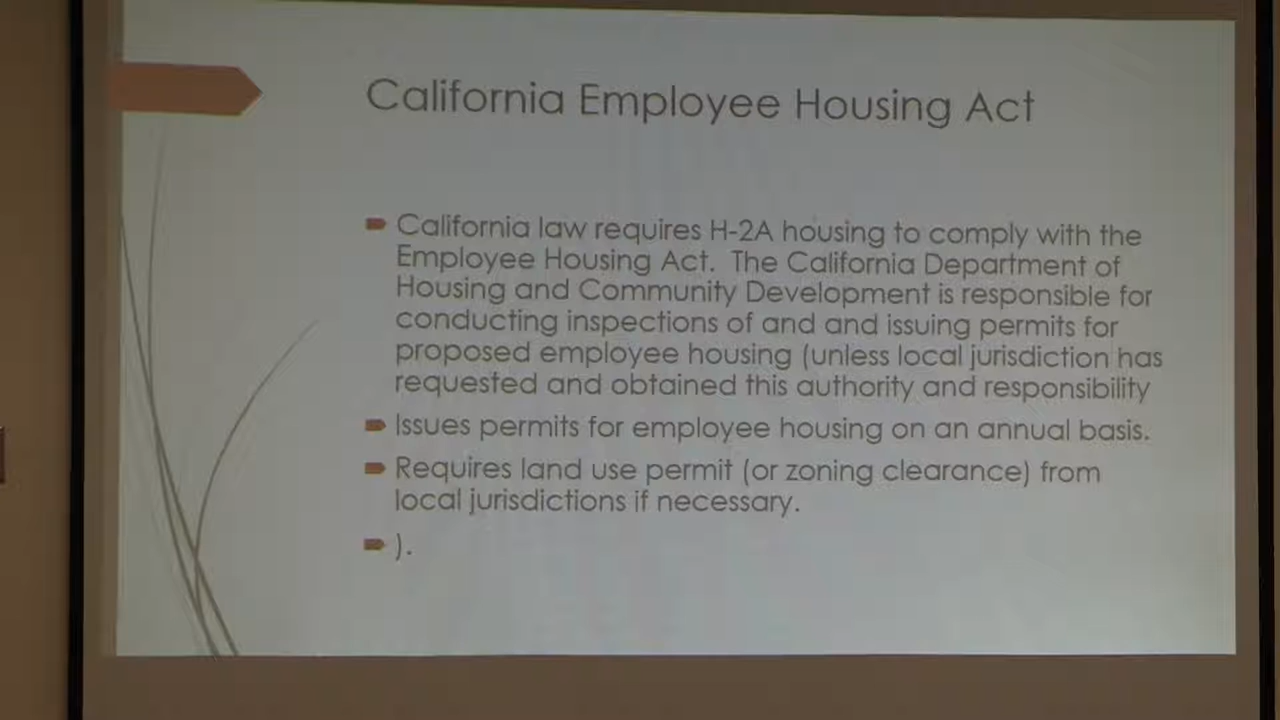 California Employee Housing Act
California law requires H-2A housing to comply with the
Employee Housing Act. The California Department of
Housing and Community Development is responsible for
conducting inspections of and and issuing permits for
proposed employee housing (unless local jurisdiction has
requested and obtained this authority and responsibility
Issues permits for employee housing on an annual basis.
Requires land use permit (or zoning clearance) from
local jurisdictions if necessary.
).